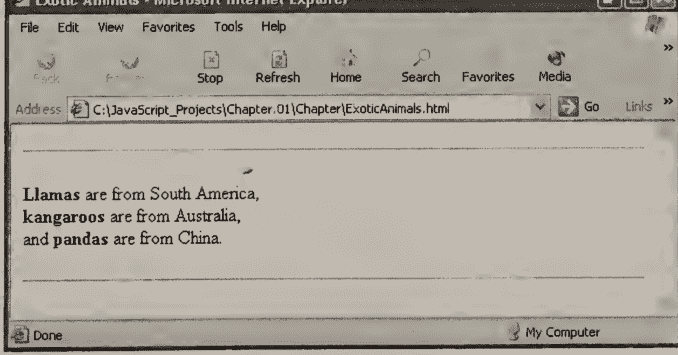 Exotic Animals - Microsoft Internet Explorer
File Edit View Favorites Tools Help
»
Back Forward Stop Refresh Home Search Favorites Media
Address C:\JavaScript_Projects\Chapter.01\Chapter\ExoticAnimals.html Go Links »
Llamas are from South America,
kangaroos are from Australia,
and pandas are from China.
Done My Computer